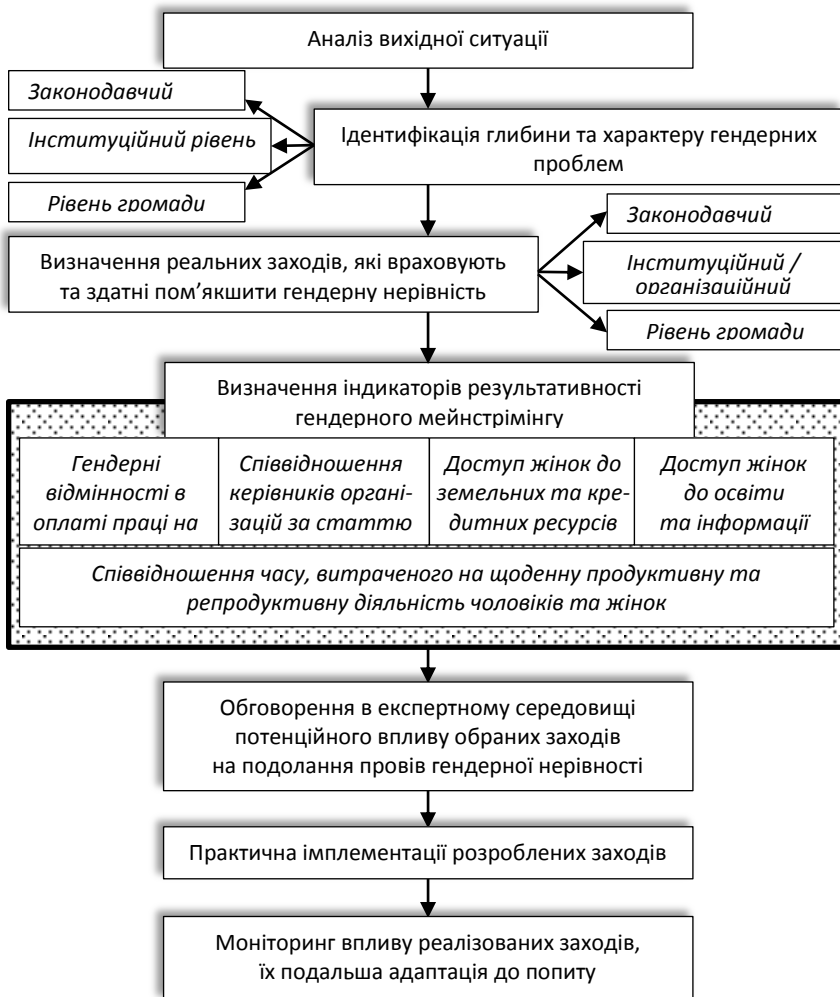 Аналіз вихідної ситуації
Законодавчий
Інституційний рівень
Рівень громади
Ідентифікація глибини та характеру гендерних
проблем
Визначення реальних заходів, які враховують
та здатні пом’якшити гендерну нерівність
Законодавчий
Інституційний /
організаційний
Рівень громади
Визначення індикаторів результативності
гендерного мейнстрімінгу
Гендерні
відмінності в
оплаті праці на
Співвідношення
керівників органі-
зацій за статтю
Доступ жінок до
земельних та кре-
дитних ресурсів
Доступ жінок
до освіти
та інформації
Співвідношення часу, витраченого на щоденну продуктивну та
репродуктивну діяльність чоловіків та жінок
Обговорення в експертному середовищі
потенційного впливу обраних заходів
на подолання провів гендерної нерівності
Практична імплементації розроблених заходів
Моніторинг впливу реалізованих заходів,
їх подальша адаптація до попиту